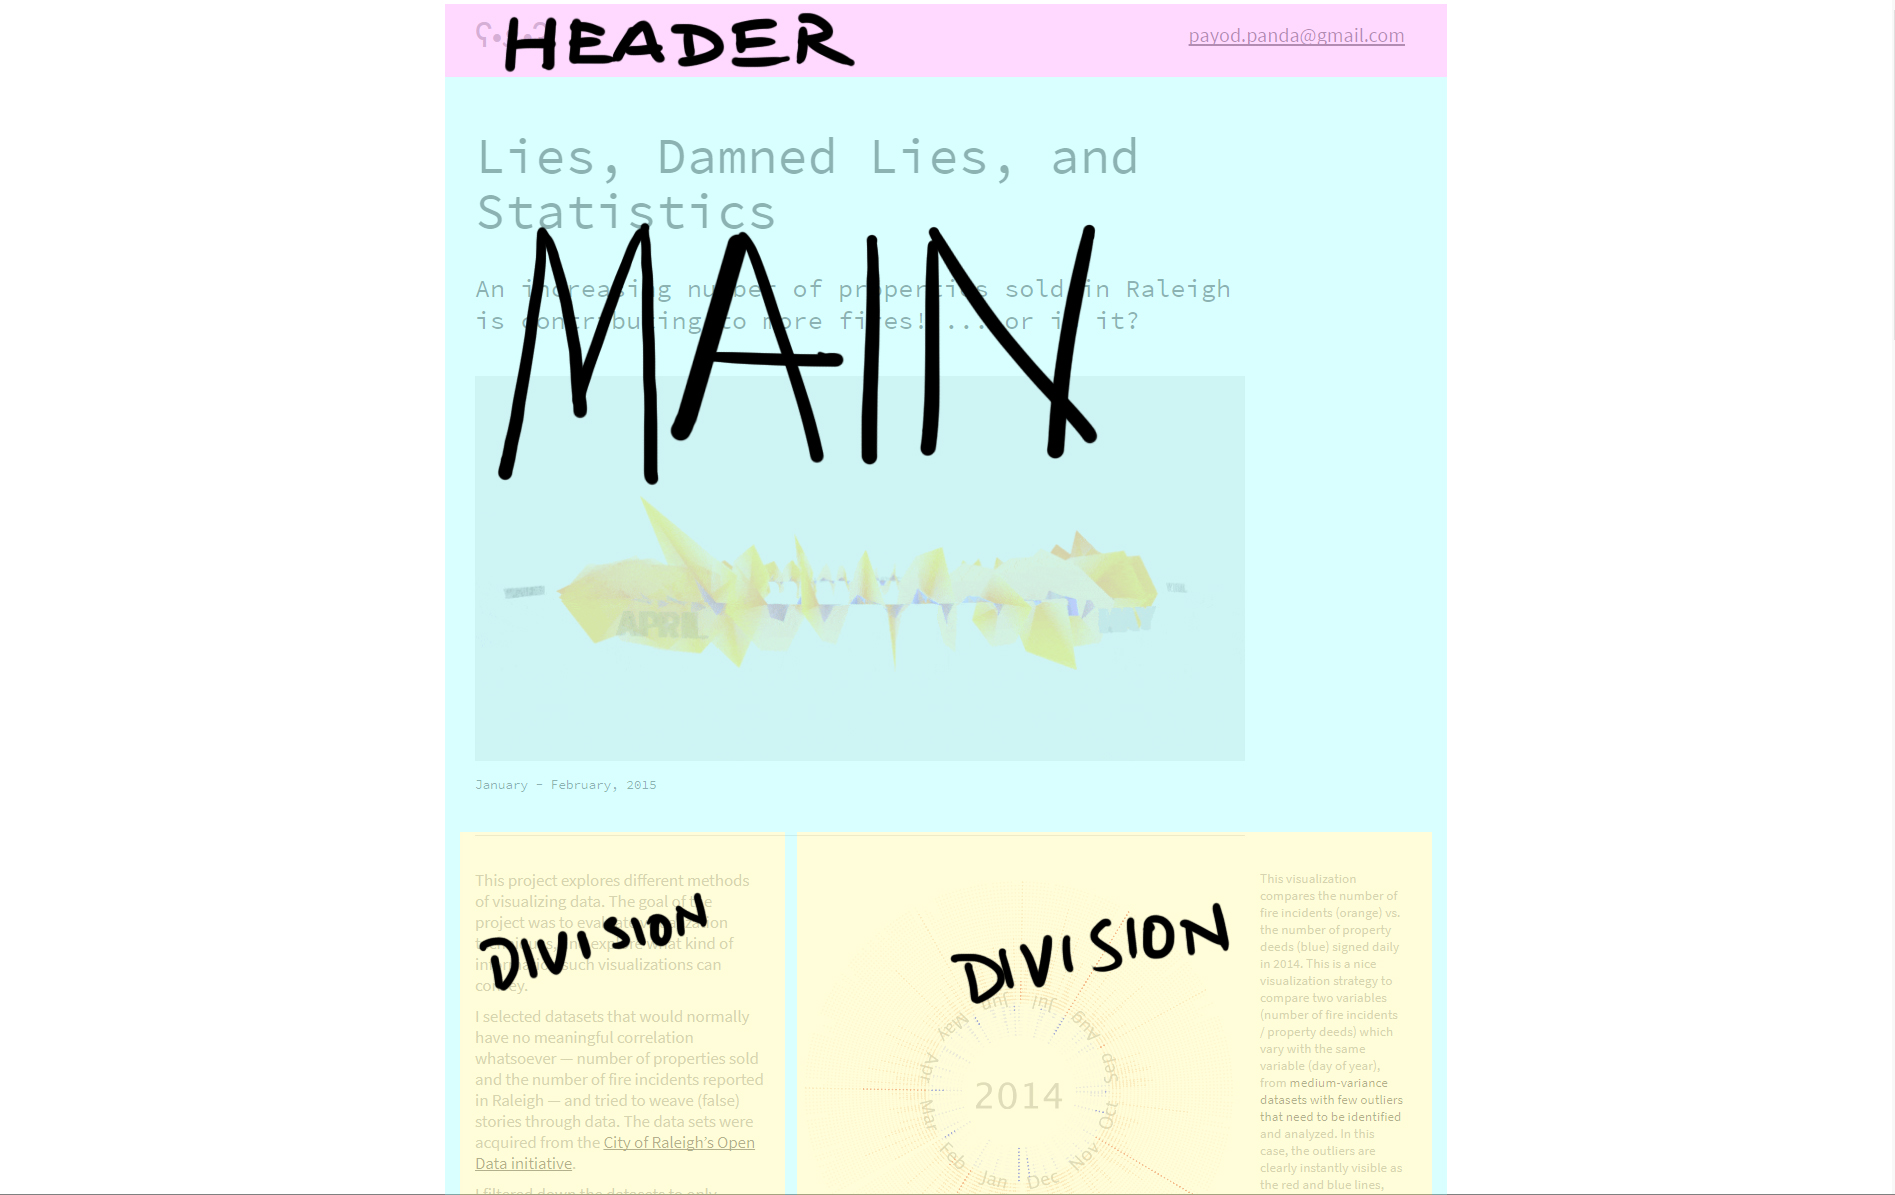 HEADER
payod.panda@gmail.com
Lies, Damned Lies, and
Statistics
MAIN
An increasing number of properties sold in Raleigh
is contributing to more fires! ... or is it?
APRIL
MAY
January – February, 2015
This project explores different methods
of visualizing data. The goal of the
project was to evaluate visualization
and explore what kind of
information such visualizations can
convey.
DIVISION
I selected datasets that would normally
have no meaningful correlation
whatsoever — number of properties sold
and the number of fire incidents reported
in Raleigh — and tried to weave (false)
stories through data. The data sets were
acquired from the City of Raleigh's Open
Data initiative.
I filtered down the datasets to only
DIVISION
Jun
Jul
May
Aug
Apr
Sep
2014
Mar
Oct
Feb
Nov
Jan
Dec
This visualization
compares the number of
fire incidents (orange) vs.
the number of property
deeds (blue) signed daily
in 2014. This is a nice
visualization strategy to
compare two variables
(number of fire incidents
/ property deeds) which
vary with the same
variable (day of year),
from medium-variance
datasets with few outliers
that need to be identified
and analyzed. In this
case, the outliers are
clearly instantly visible as
the red and blue lines,